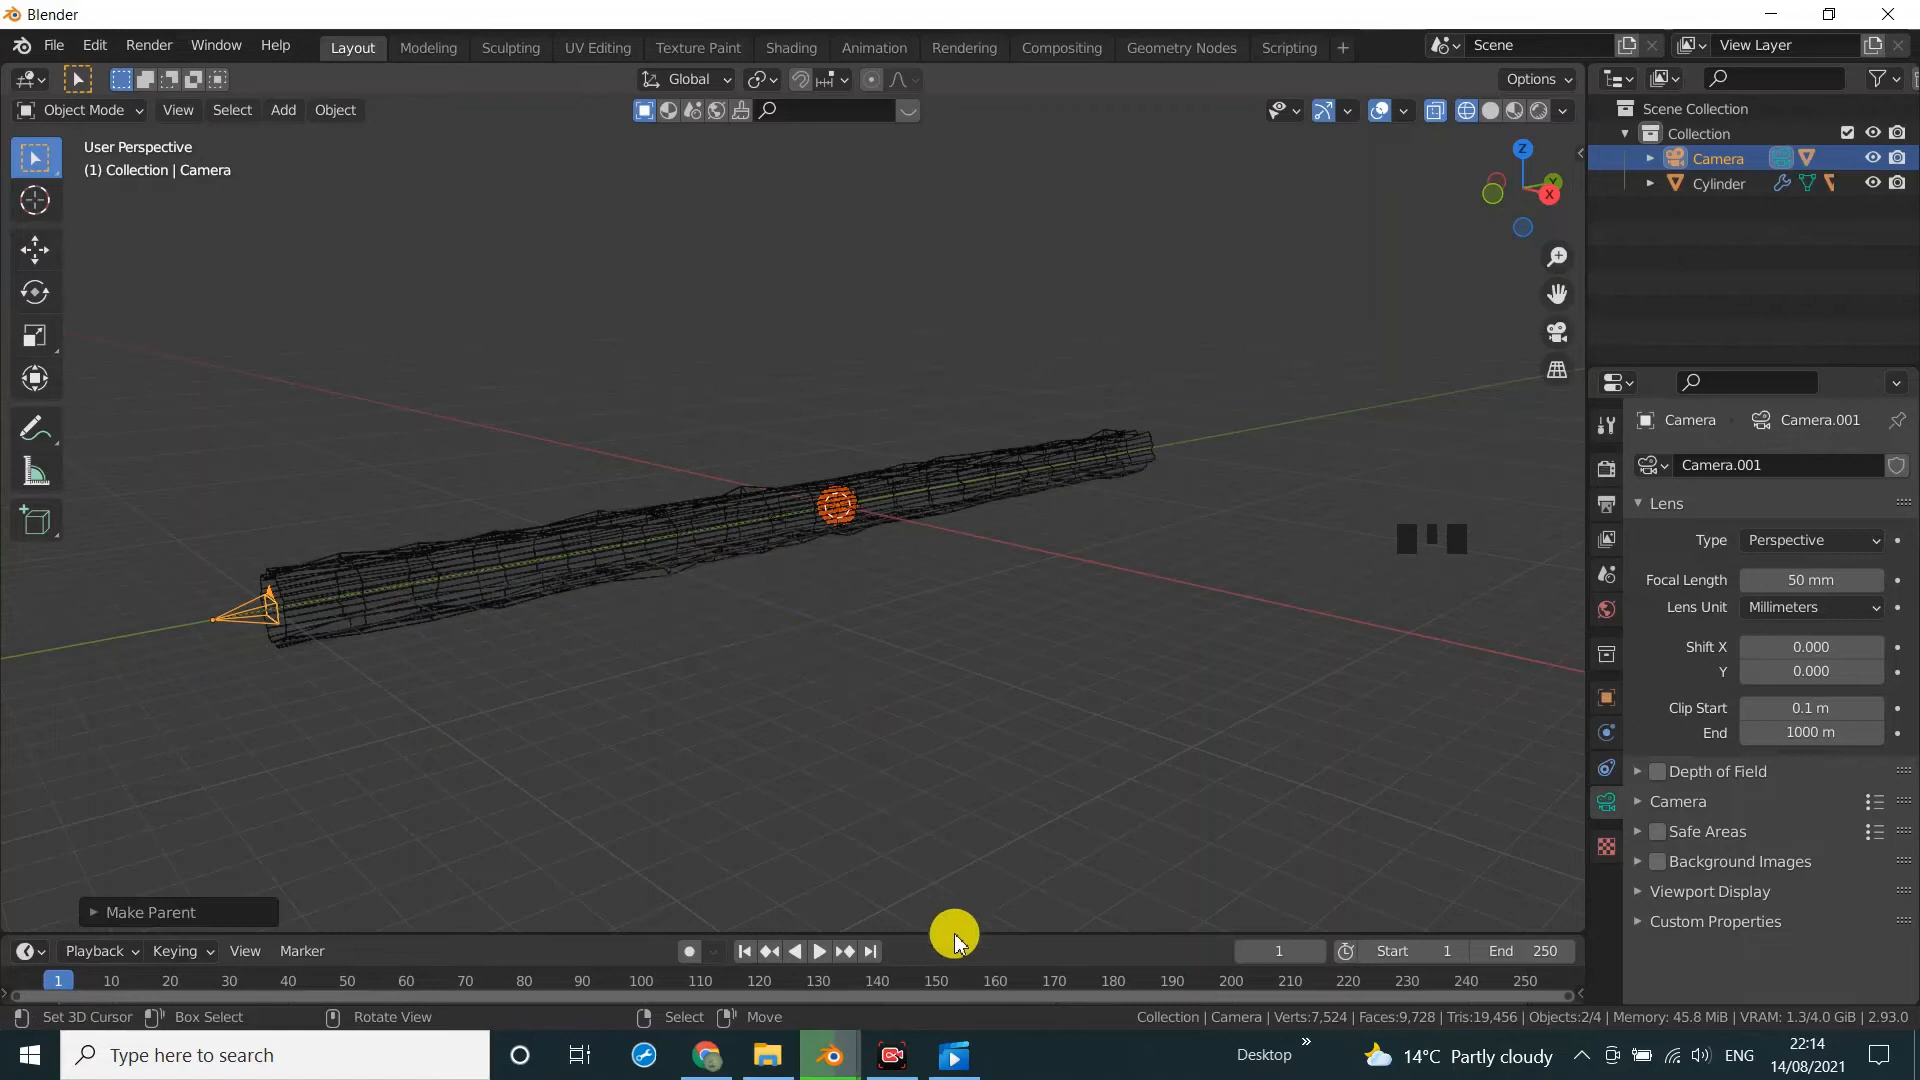 Blender
File Edit Render Window Help
Layout Modeling Sculpting UV Editing Texture Paint Shading Animation Rendering Compositing Geometry Nodes Scripting +
Scene View Layer
Global Options
Object Mode View Select Add Object
User Perspective
(1) Collection | Camera
Z
Y
X
Scene Collection
Collection
Camera
Cylinder
Camera Camera.001
Camera.001
Lens
Type Perspective
Focal Length 50 mm
Lens Unit Millimeters
Shift X 0.000
Y 0.000
Clip Start 0.1 m
End 1000 m
Depth of Field
Camera
Safe Areas
Background Images
Viewport Display
Custom Properties
Make Parent
Playback Keying View Marker 1 Start 1 End 250
1 10 20 30 40 50 60 70 80 90 100 110 120 130 140 150 160 170 180 190 200 210 220 230 240 250
Set 3D Cursor Box Select Rotate View Select Move Collection | Camera | Verts:7,524 | Faces:9,728 | Tris:19,456 | Objects:2/4 | Memory: 45.8 MiB | VRAM: 1.3/4.0 GiB | 2.93.0
Type here to search Desktop » 14°C Partly cloudy ENG
22:14
14/08/2021